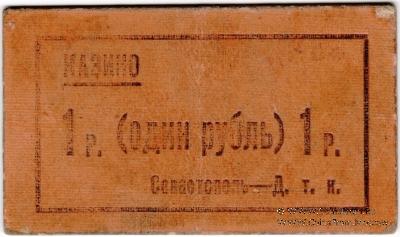 КАЗИНО
1 Р. (один рубль) 1 Р.
Севастополь — Д. т. к.